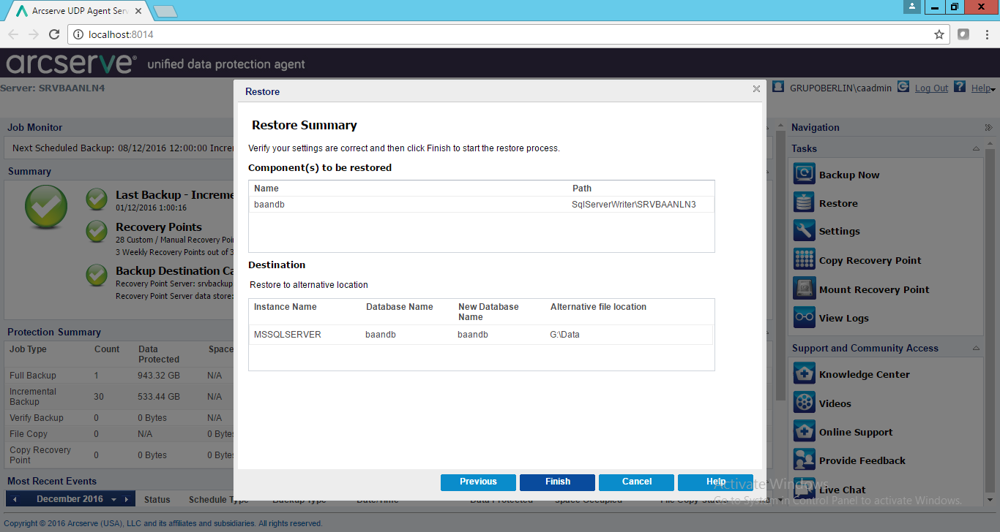 Arcserve UDP Agent Serv
localhost:8014
arcserve® unified data protection agent
Server: SRVBAANLN4
GRUPOBERLIN\caadmin Log Out Help
Job Monitor
Next Scheduled Backup: 08/12/2016 12:00:00 Incre
Summary
Last Backup - Increme
01/12/2016 1:00:16
Recovery Points
28 Custom / Manual Recovery Poi
3 Weekly Recovery Points out of 3
Backup Destination Ca
Recovery Point Server: srvbackup
Recovery Point Server data store:
Protection Summary
Job Type Count Data Protected Space
Full Backup 1 943.32 GB N/A
Incremental Backup 30 533.44 GB N/A
Verify Backup 0 0 Bytes N/A
File Copy 0 N/A 0 Byte
Copy Recovery Point 0 0 Bytes 0 Byte
Most Recent Events
December 2016 Status Schedule Type Backup Type Date/Time Data Protected Space Occupied File Copy Status
Restore
Restore Summary
Verify your settings are correct and then click Finish to start the restore process.
Component(s) to be restored
Name Path
baandb SqlServerWriter\SRVBAANLN3
Destination
Restore to alternative location
Instance Name Database Name New Database Name Alternative file location
MSSQLSERVER baandb baandb G:\Data
Previous Finish Cancel Help
Navigation
Tasks
Backup Now
Restore
Settings
Copy Recovery Point
Mount Recovery Point
View Logs
Support and Community Access
Knowledge Center
Videos
Online Support
Provide Feedback
Live Chat
Activate Windows
Go to System in Control Panel to activate Windows.
Copyright © 2016 Arcserve (USA), LLC and its affiliates and subsidiaries. All rights reserved.